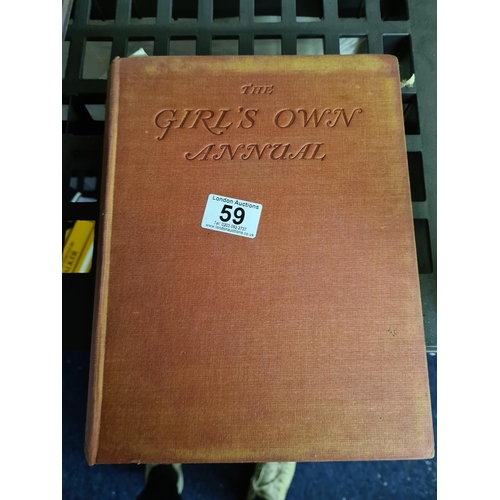 THE
GIRL'S OWN
ANNUAL
London Auctions
59